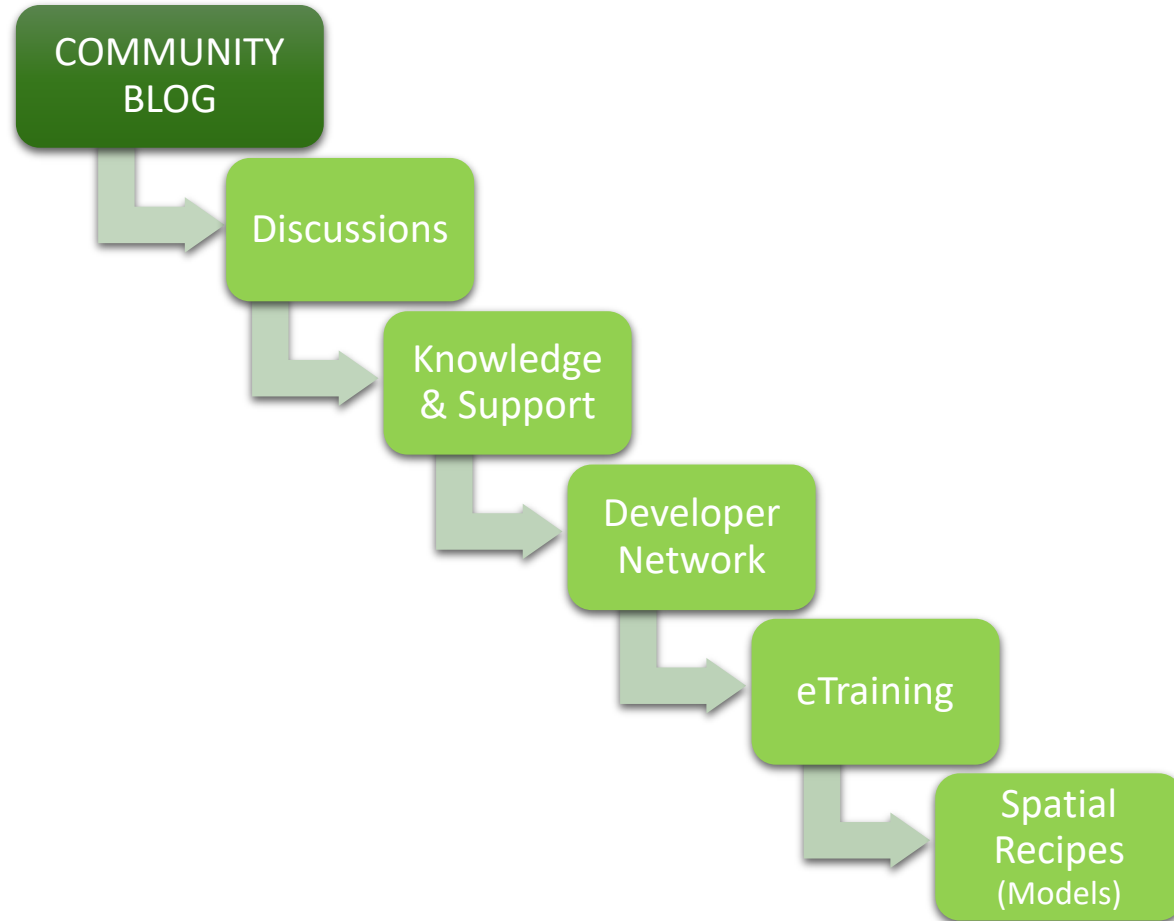 COMMUNITY
BLOG
Discussions
Knowledge
& Support
Developer
Network
eTraining
Spatial
Recipes
(Models)